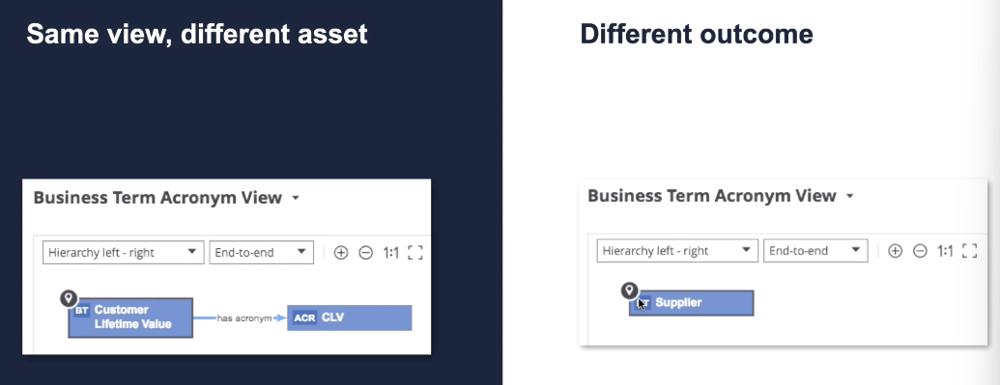 Same view, different asset
Business Term Acronym View
Hierarchy left - right
End-to-end
1:1
BT Customer
Lifetime Value
has acronym
ACR CLV
Different outcome
Business Term Acronym View
Hierarchy left - right
End-to-end
1:1
Supplier